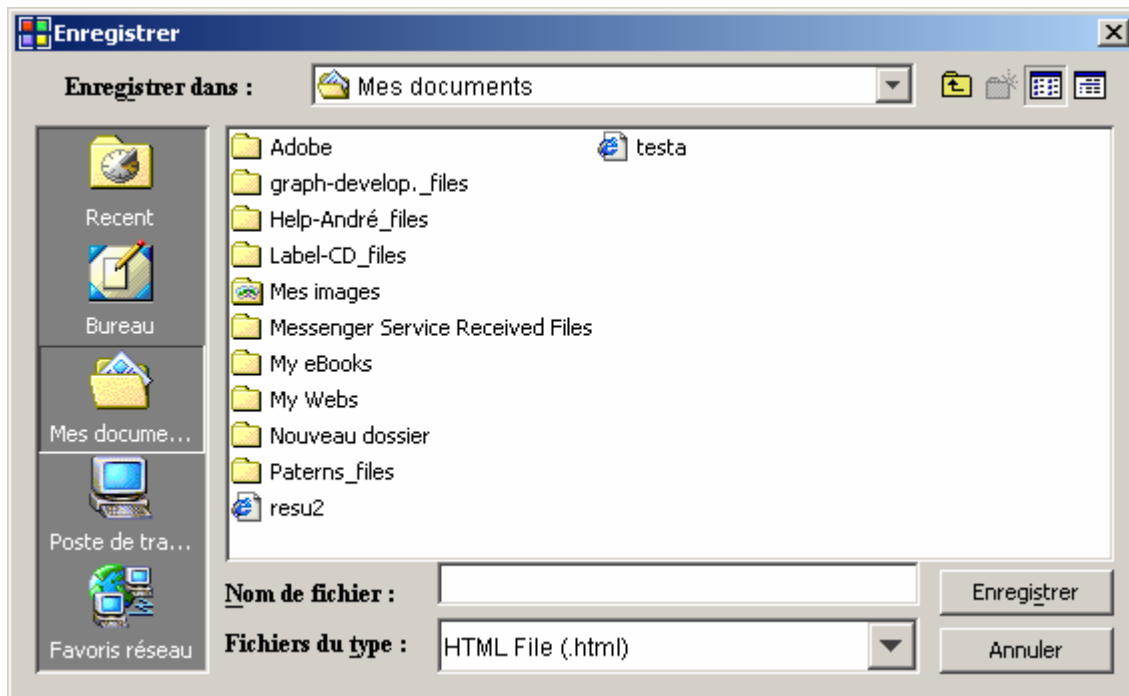 Enregistrer
Enregistrer dans :
Mes documents
Recent
Bureau
Mes docume...
Poste de tra...
Favoris réseau
Adobe
graph-develop._files
Help-André_files
Label-CD_files
Mes images
Messenger Service Received Files
My eBooks
My Webs
Nouveau dossier
Paterns_files
resu2
testa
Nom de fichier :
Enregistrer
Fichiers du type :
HTML File (.html)
Annuler